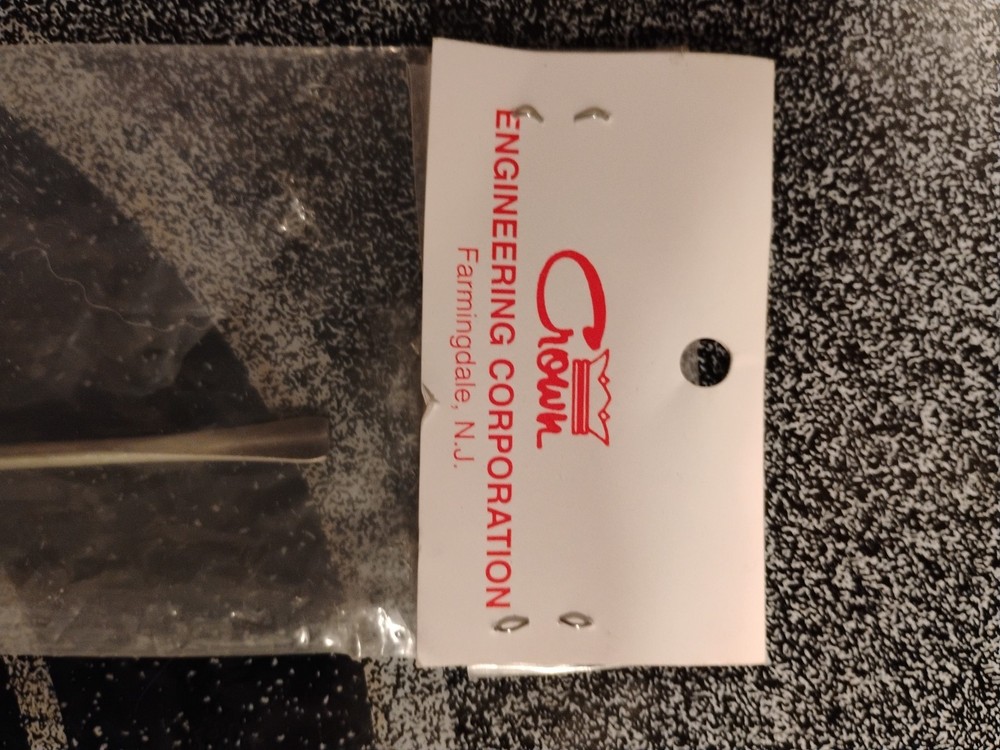 Crown
ENGINEERING CORPORATION
Farmingdale, N.J.